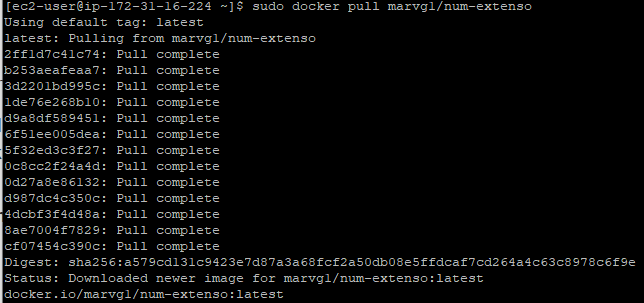 [ec2-user@ip-172-31-16-224 ~]$ sudo docker pull marvg1/num-extenso
Using default tag: latest
latest: Pulling from marvg1/num-extenso
2ff1d7c41c74: Pull complete
b253aeafeaa7: Pull complete
3d2201bd995c: Pull complete
1de76e268b10: Pull complete
d9a8df589451: Pull complete
6f51ee005dea: Pull complete
5f32ed3c3f27: Pull complete
0c8cc2f24a4d: Pull complete
0d27a8e86132: Pull complete
d987dc4c350c: Pull complete
4dcbf3f4d48a: Pull complete
8ae7004f7829: Pull complete
cf07454c390c: Pull complete
Digest: sha256:a579cd131c9423e7d87a3a68fcf2a50db08e5ffdcaf7cd264a4c63c8978c6f9e
Status: Downloaded newer image for marvg1/num-extenso:latest
docker.io/marvg1/num-extenso:latest